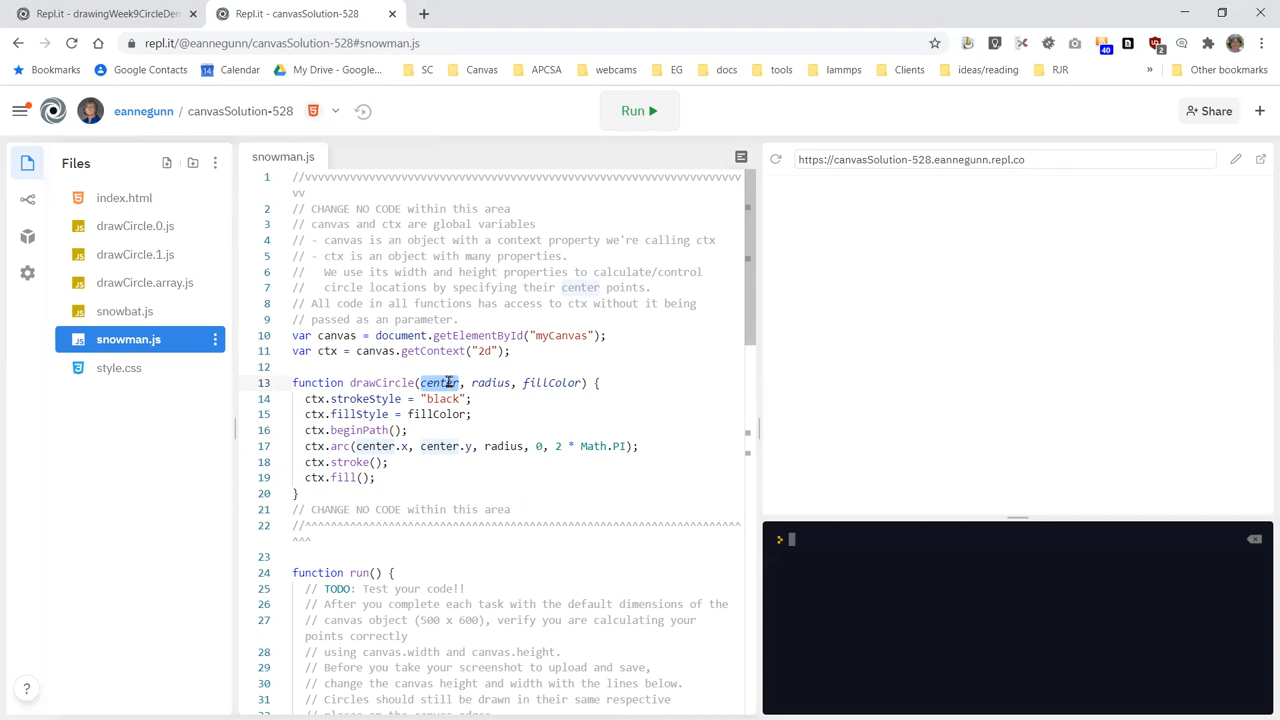 Repl.it - drawingWeek9CircleDen
Repl.it - canvasSolution-528
repl.it/@eannegunn/canvasSolution-528#snowman.js
40
2
Bookmarks
Google Contacts
Calendar
My Drive - Google...
SC
Canvas
APCSA
webcams
EG
docs
tools
lammps
Clients
ideas/reading
RJR
»
Other bookmarks
eannegunn / canvasSolution-528
Run
Share
Files
index.html
drawCircle.0.js
drawCircle.1.js
drawCircle.array.js
snowbat.js
snowman.js
style.css
?
snowman.js
1 //vvvvvvvvvvvvvvvvvvvvvvvvvvvvvvvvvvvvvvvvvvvvvvvvvvvvvvvvvvvvvvvvvvvv
vv
2 // CHANGE NO CODE within this area
3 // canvas and ctx are global variables
4 // - canvas is an object with a context property we're calling ctx
5 // - ctx is an object with many properties.
6 // We use its width and height properties to calculate/control
7 // circle locations by specifying their center points.
8 // All code in all functions has access to ctx without it being
9 // passed as an parameter.
10 var canvas = document.getElementById("myCanvas");
11 var ctx = canvas.getContext("2d");
12
13 function drawCircle(center, radius, fillColor) {
14 ctx.strokeStyle = "black";
15 ctx.fillStyle = fillColor;
16 ctx.beginPath();
17 ctx.arc(center.x, center.y, radius, 0, 2 * Math.PI);
18 ctx.stroke();
19 ctx.fill();
20 }
21 // CHANGE NO CODE within this area
22 //^^^^^^^^^^^^^^^^^^^^^^^^^^^^^^^^^^^^^^^^^^^^^^^^^^^^^^^^^^^^^^^^^^^^
^^^
23
24 function run() {
25 // TODO: Test your code!!
26 // After you complete each task with the default dimensions of the
27 // canvas object (500 x 600), verify you are calculating your
points correctly
28 // using canvas.width and canvas.height.
29 // Before you take your screenshot to upload and save,
30 // change the canvas height and width with the lines below.
31 // Circles should still be drawn in their same respective
https://canvasSolution-528.eannegunn.repl.co